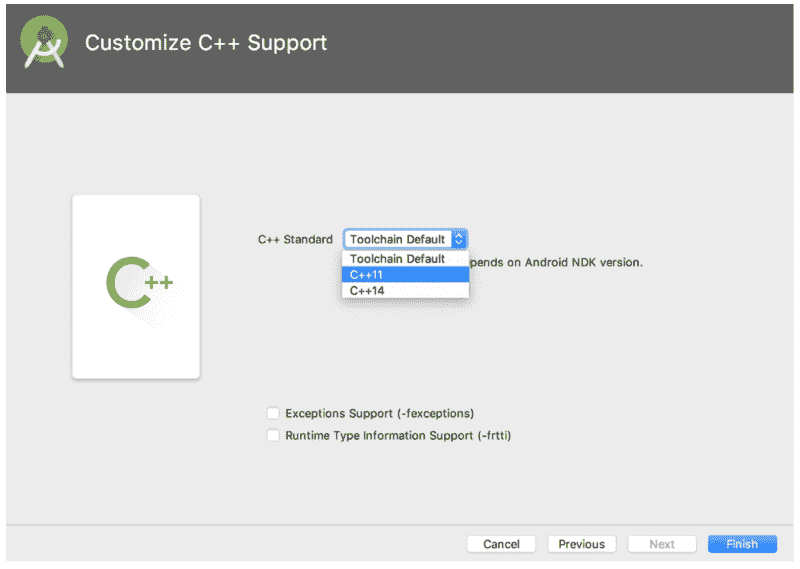 Customize C++ Support
C++
C++ Standard
Toolchain Default
Toolchain Default
pends on Android NDK version.
C++11
C++14
Exceptions Support (-fexceptions)
Runtime Type Information Support (-frtti)
Cancel
Previous
Next
Finish